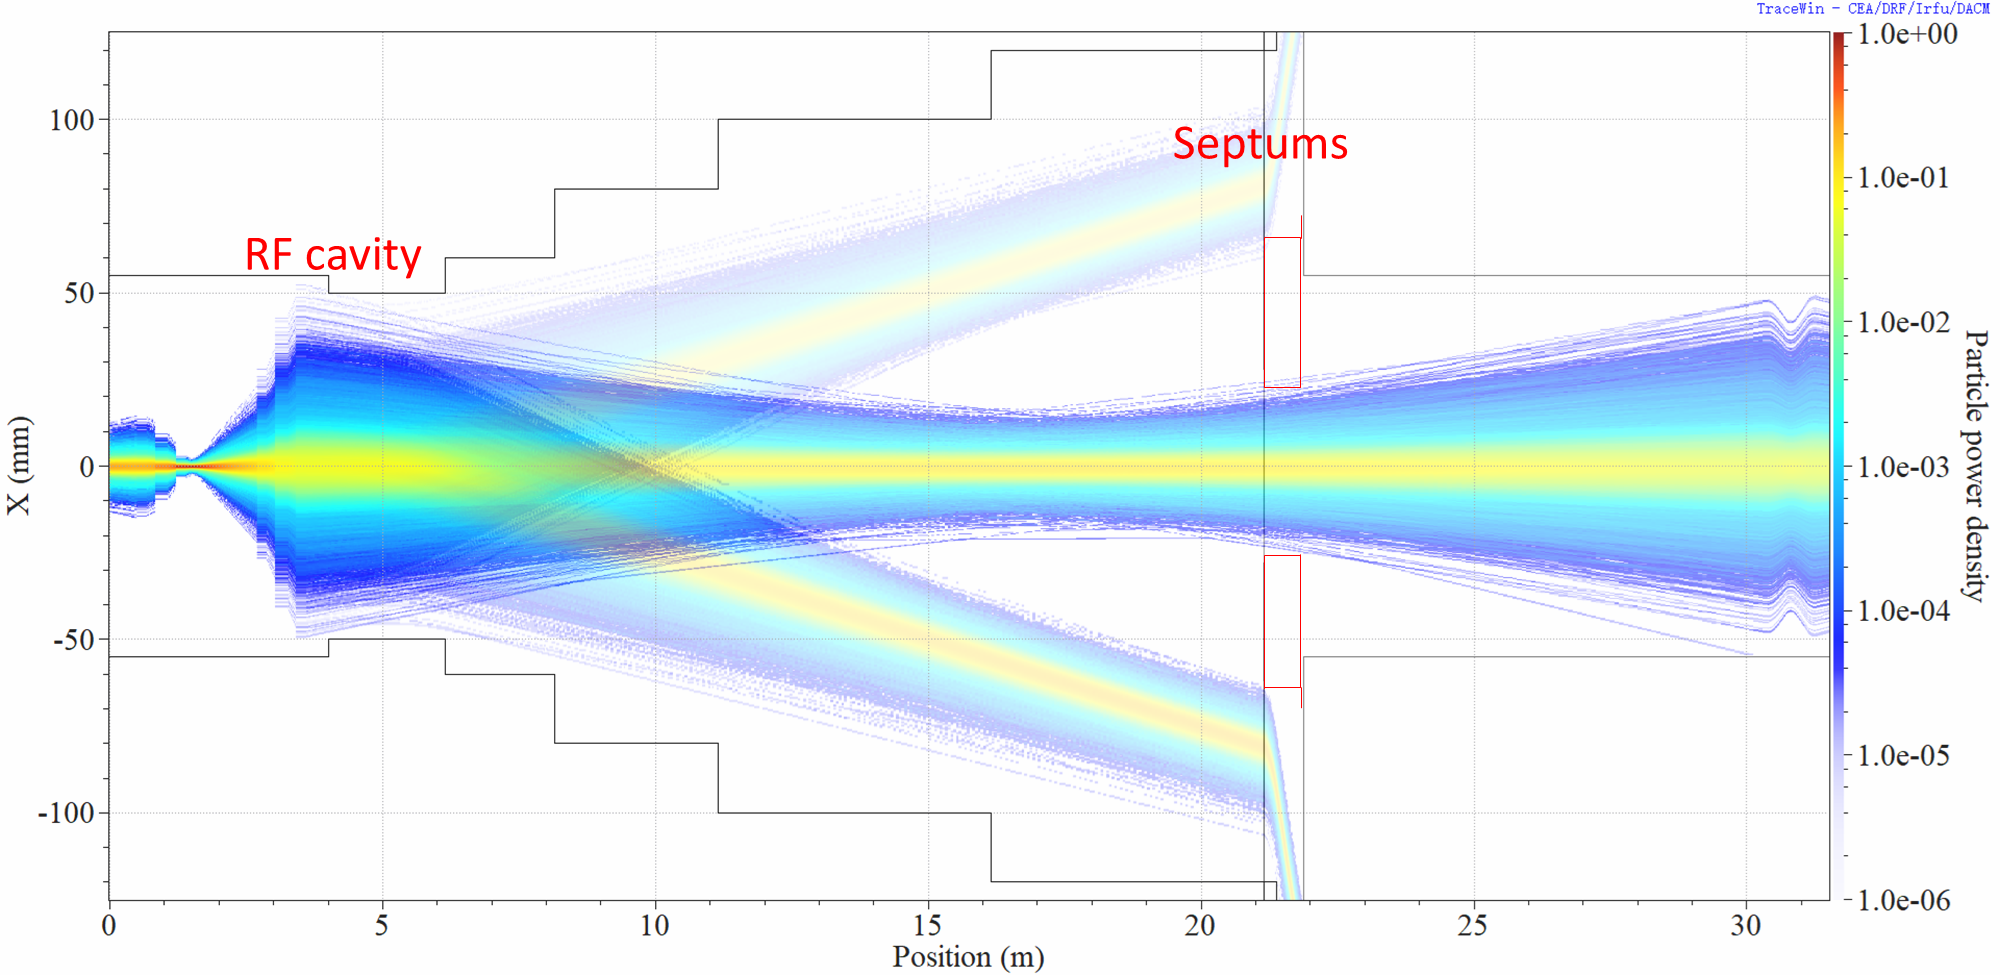 TraceWin - CEA/DRF/Irfu/DACM
1.0e+00
1.0e-01
1.0e-02
1.0e-03
1.0e-04
1.0e-05
1.0e-06
Particle power density
X (mm)
100
50
0
-50
-100
RF cavity
Septums
0 5 10 15 20 25 30
Position (m)